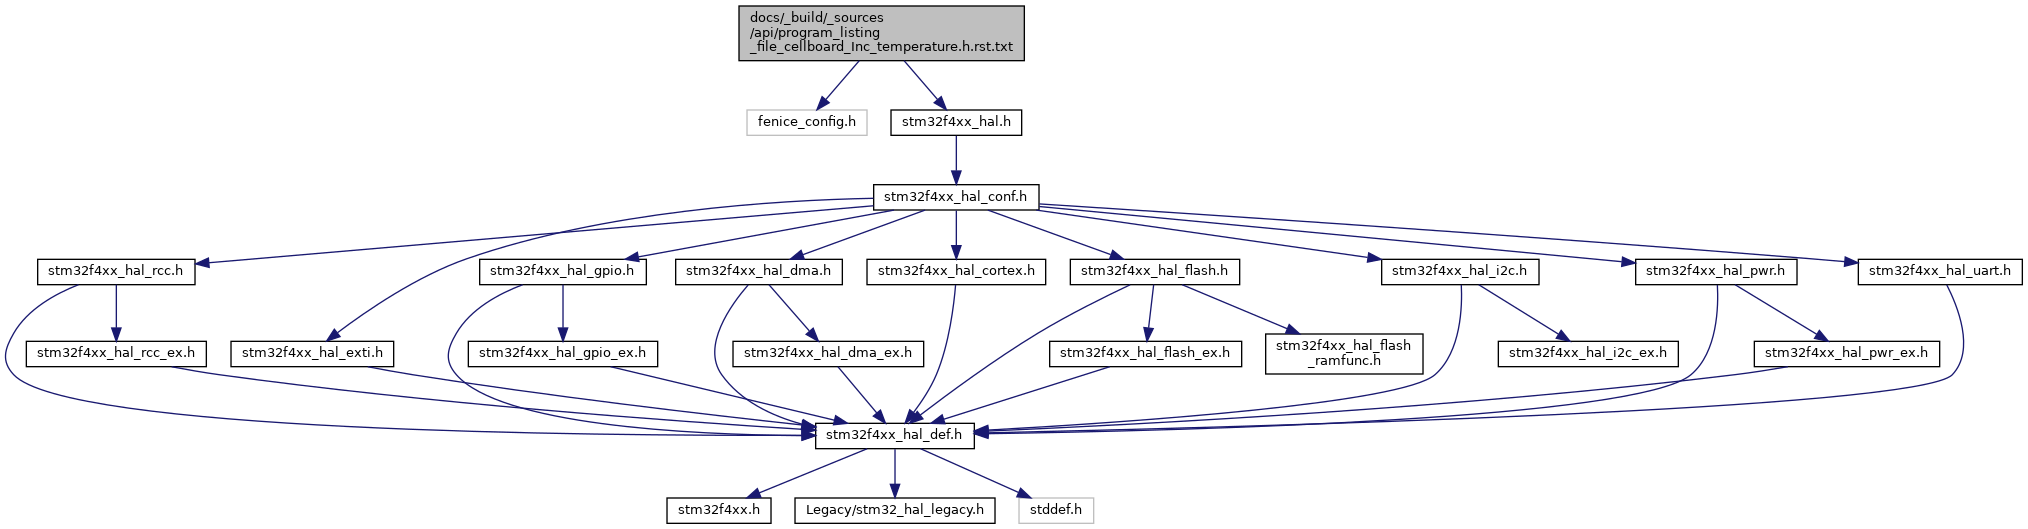 docs/_build/_sources
/api/program_listing
_file_cellboard_Inc_temperature.h.rst.txt
fenice_config.h
stm32f4xx_hal.h
stm32f4xx_hal_conf.h
stm32f4xx_hal_rcc.h
stm32f4xx_hal_gpio.h
stm32f4xx_hal_dma.h
stm32f4xx_hal_cortex.h
stm32f4xx_hal_flash.h
stm32f4xx_hal_i2c.h
stm32f4xx_hal_pwr.h
stm32f4xx_hal_uart.h
stm32f4xx_hal_rcc_ex.h
stm32f4xx_hal_exti.h
stm32f4xx_hal_gpio_ex.h
stm32f4xx_hal_dma_ex.h
stm32f4xx_hal_flash_ex.h
stm32f4xx_hal_flash
_ramfunc.h
stm32f4xx_hal_i2c_ex.h
stm32f4xx_hal_pwr_ex.h
stm32f4xx_hal_def.h
stm32f4xx.h
Legacy/stm32_hal_legacy.h
stddef.h